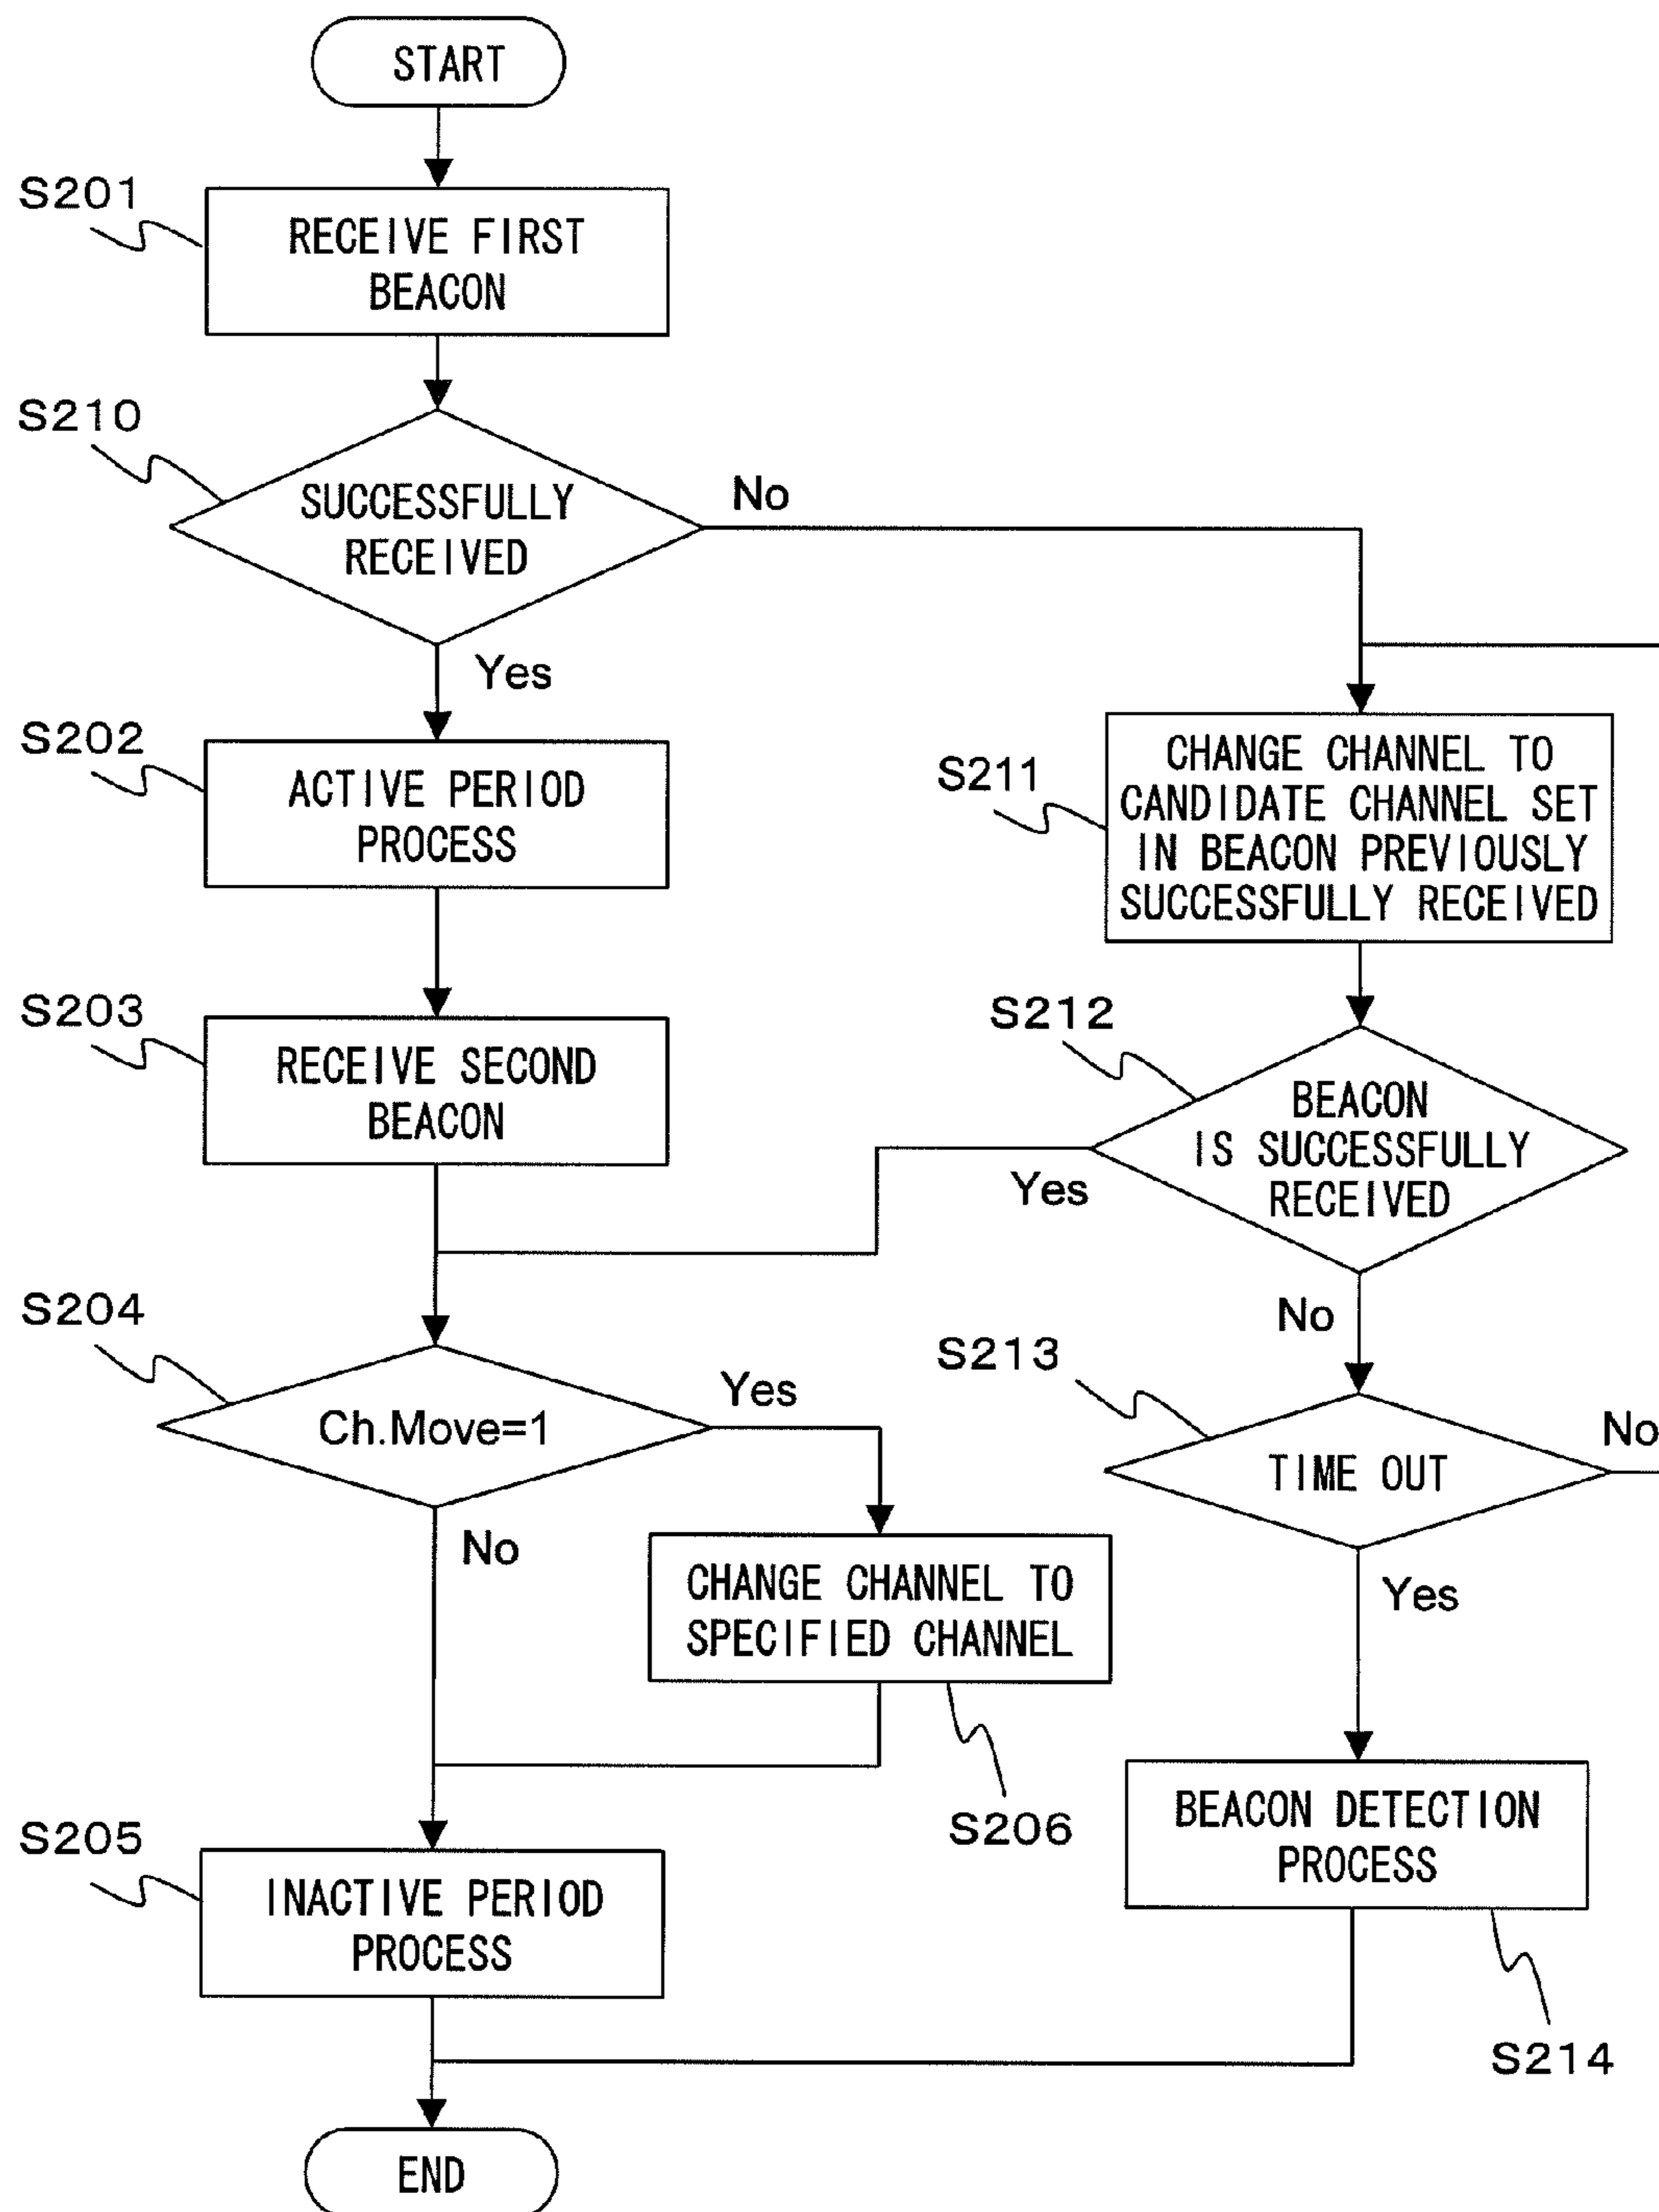 START
S201
RECEIVE FIRST
BEACON
S210
SUCCESSFULLY
RECEIVED
No
Yes
S202
ACTIVE PERIOD
PROCESS
S211
CHANGE CHANNEL TO
CANDIDATE CHANNEL SET
IN BEACON PREVIOUSLY
SUCCESSFULLY RECEIVED
S203
RECEIVE SECOND
BEACON
S212
BEACON
IS SUCCESSFULLY
RECEIVED
Yes
No
S204
Ch.Move=1
Yes
No
S213
TIME OUT
No
Yes
CHANGE CHANNEL TO
SPECIFIED CHANNEL
S206
S205
INACTIVE PERIOD
PROCESS
BEACON DETECTION
PROCESS
S214
END